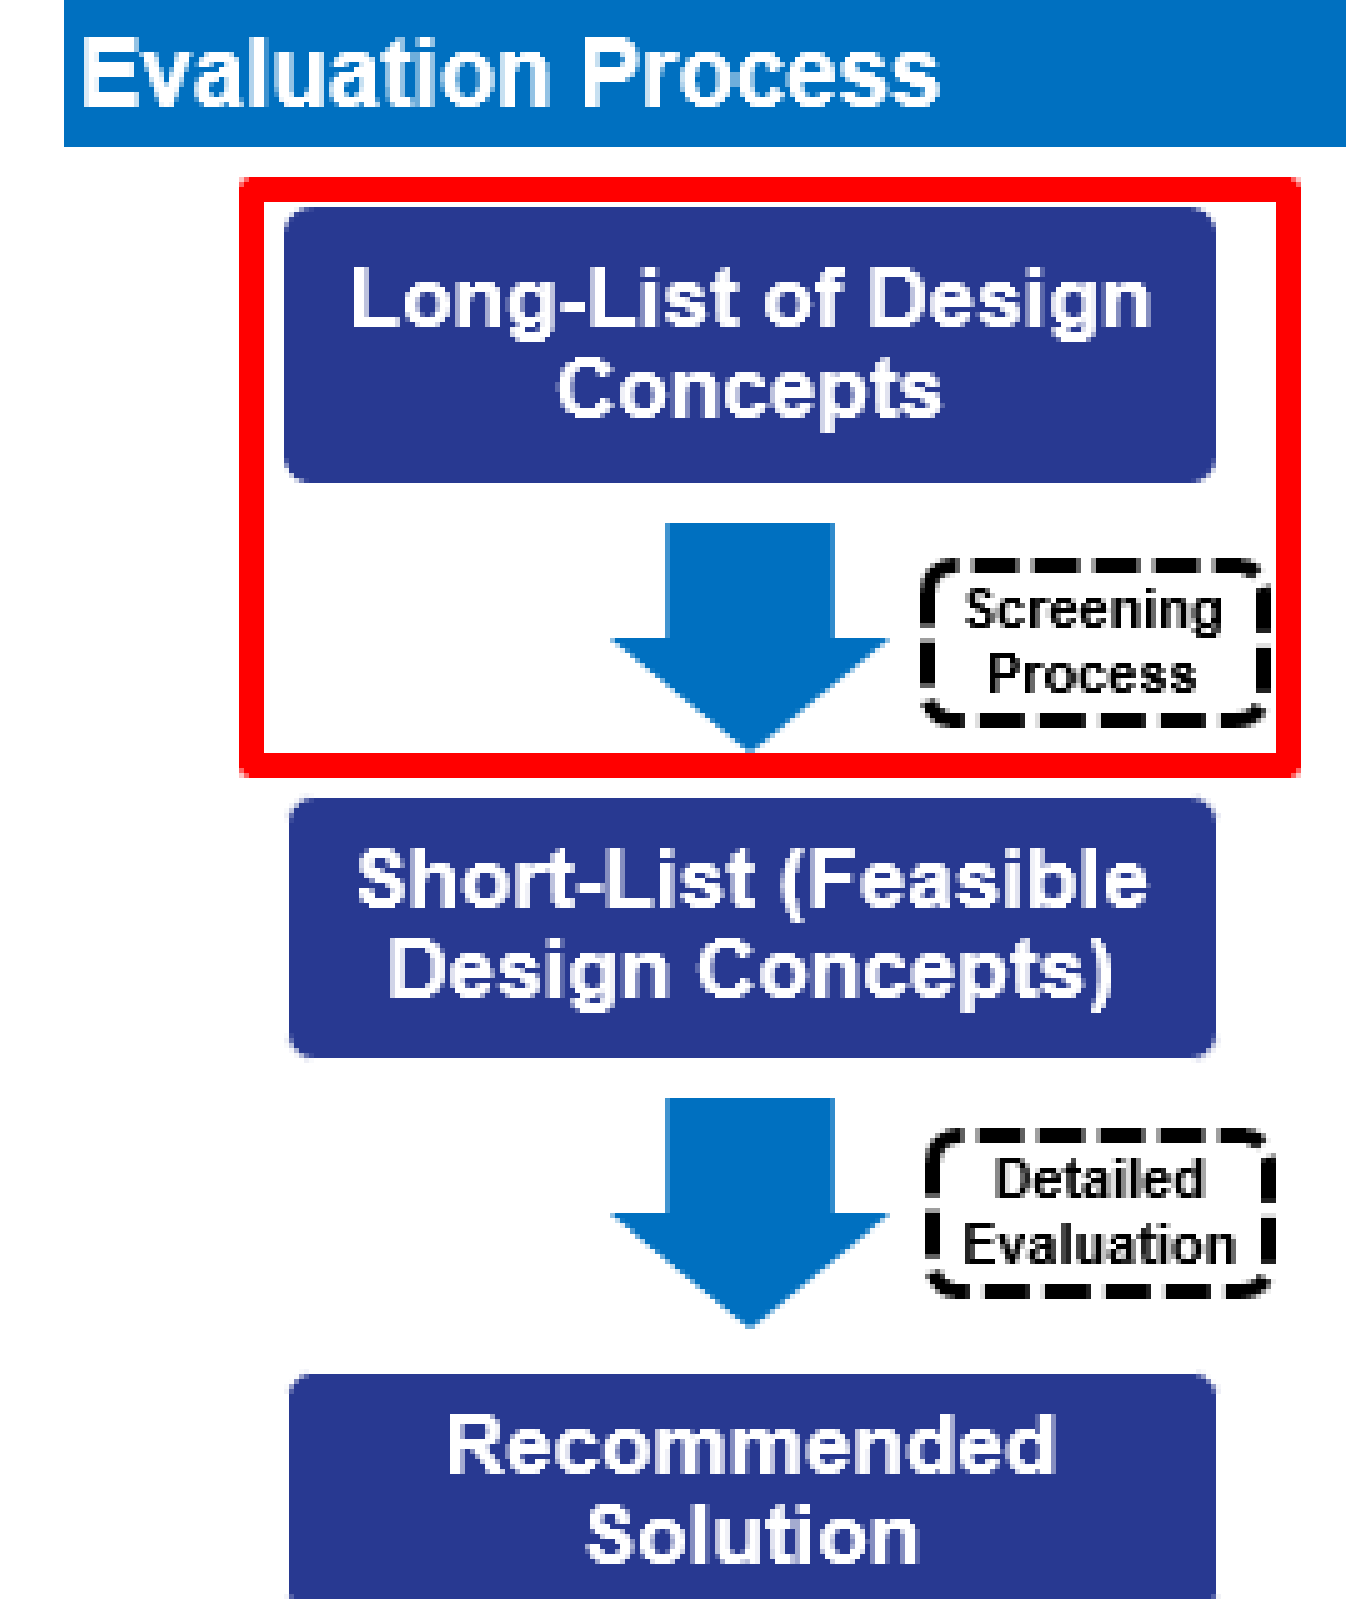 Evaluation Process
Long-List of Design
Concepts
Screening
Process
Short-List (Feasible
Design Concepts)
Detailed
Evaluation
Recommended
Solution